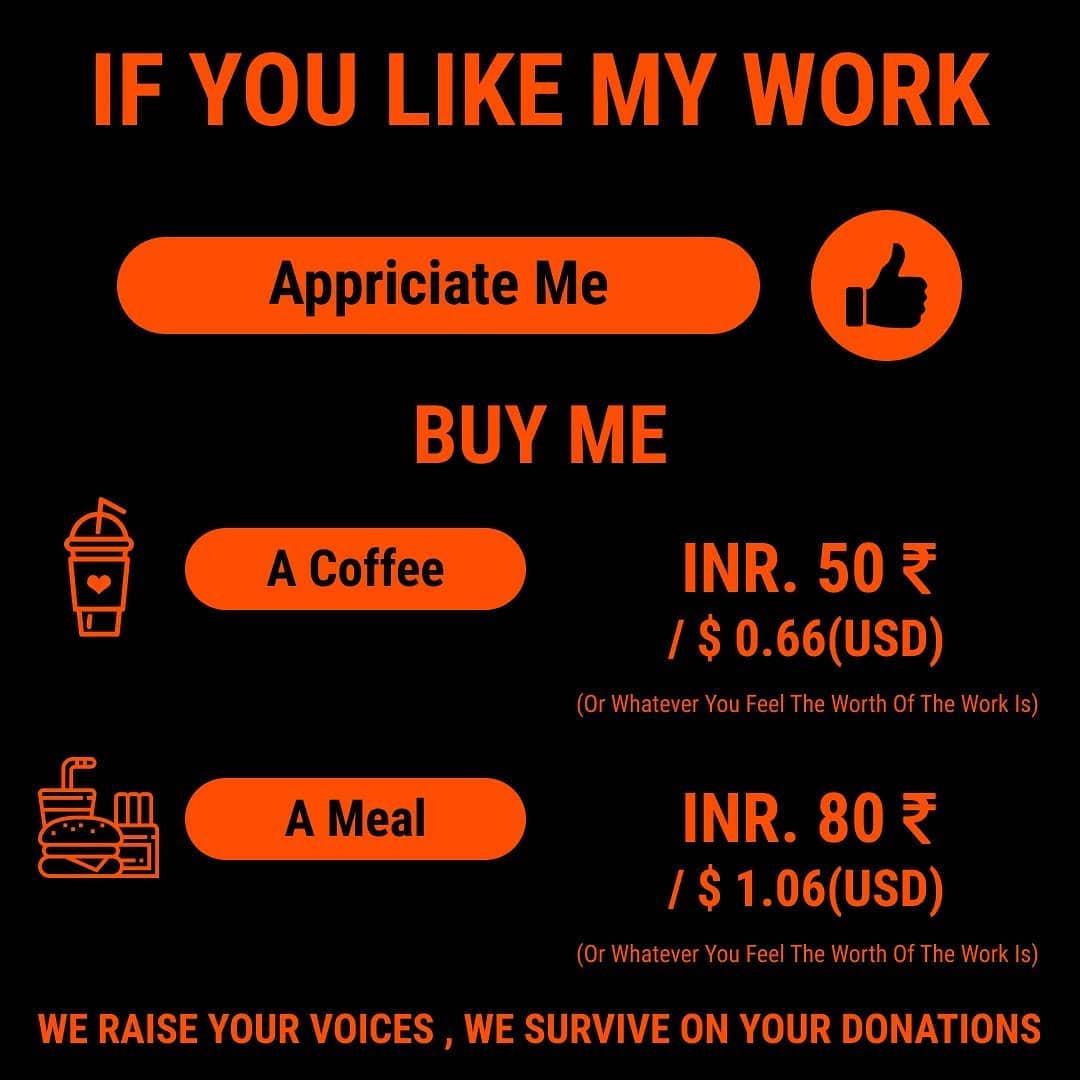 IF YOU LIKE MY WORK
Appriciate Me
BUY ME
A Coffee
INR. 50 ₹
/ $ 0.66(USD)
(Or Whatever You Feel The Worth Of The Work Is)
A Meal
INR. 80 ₹
/ $ 1.06(USD)
(Or Whatever You Feel The Worth Of The Work Is)
WE RAISE YOUR VOICES , WE SURVIVE ON YOUR DONATIONS